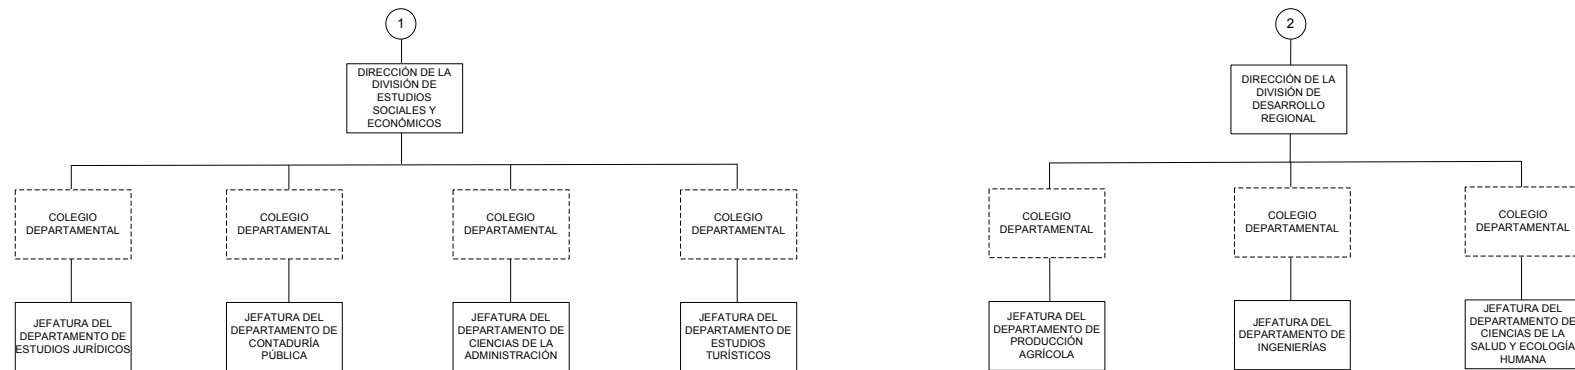 1
DIRECCIÓN DE LA
DIVISIÓN DE
ESTUDIOS
SOCIALES Y
ECONÓMICOS
COLEGIO
DEPARTAMENTAL
COLEGIO
DEPARTAMENTAL
COLEGIO
DEPARTAMENTAL
COLEGIO
DEPARTAMENTAL
JEFATURA DEL
DEPARTAMENTO DE
ESTUDIOS JURÍDICOS
JEFATURA DEL
DEPARTAMENTO DE
CONTADURÍA
PÚBLICA
JEFATURA DEL
DEPARTAMENTO DE
CIENCIAS DE LA
ADMINISTRACIÓN
JEFATURA DEL
DEPARTAMENTO DE
ESTUDIOS
TURÍSTICOS
2
DIRECCIÓN DE LA
DIVISIÓN DE
DESARROLLO
REGIONAL
COLEGIO
DEPARTAMENTAL
COLEGIO
DEPARTAMENTAL
COLEGIO
DEPARTAMENTAL
JEFATURA DEL
DEPARTAMENTO DE
PRODUCCIÓN
AGRÍCOLA
JEFATURA DEL
DEPARTAMENTO DE
INGENIERÍAS
JEFATURA DEL
DEPARTAMENTO DE
CIENCIAS DE LA
SALUD Y ECOLOGÍA
HUMANA